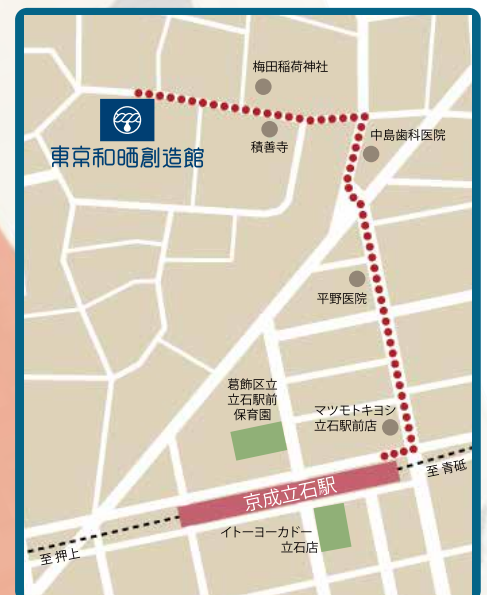 梅田稲荷神社
中島歯科医院
積善寺
東京和晒創造館
平野医院
葛飾区立
立石駅前
保育園
マツモトキヨシ
立石駅前店
至 青砥
京成立石駅
イトーヨーカドー
立石店
至 押上